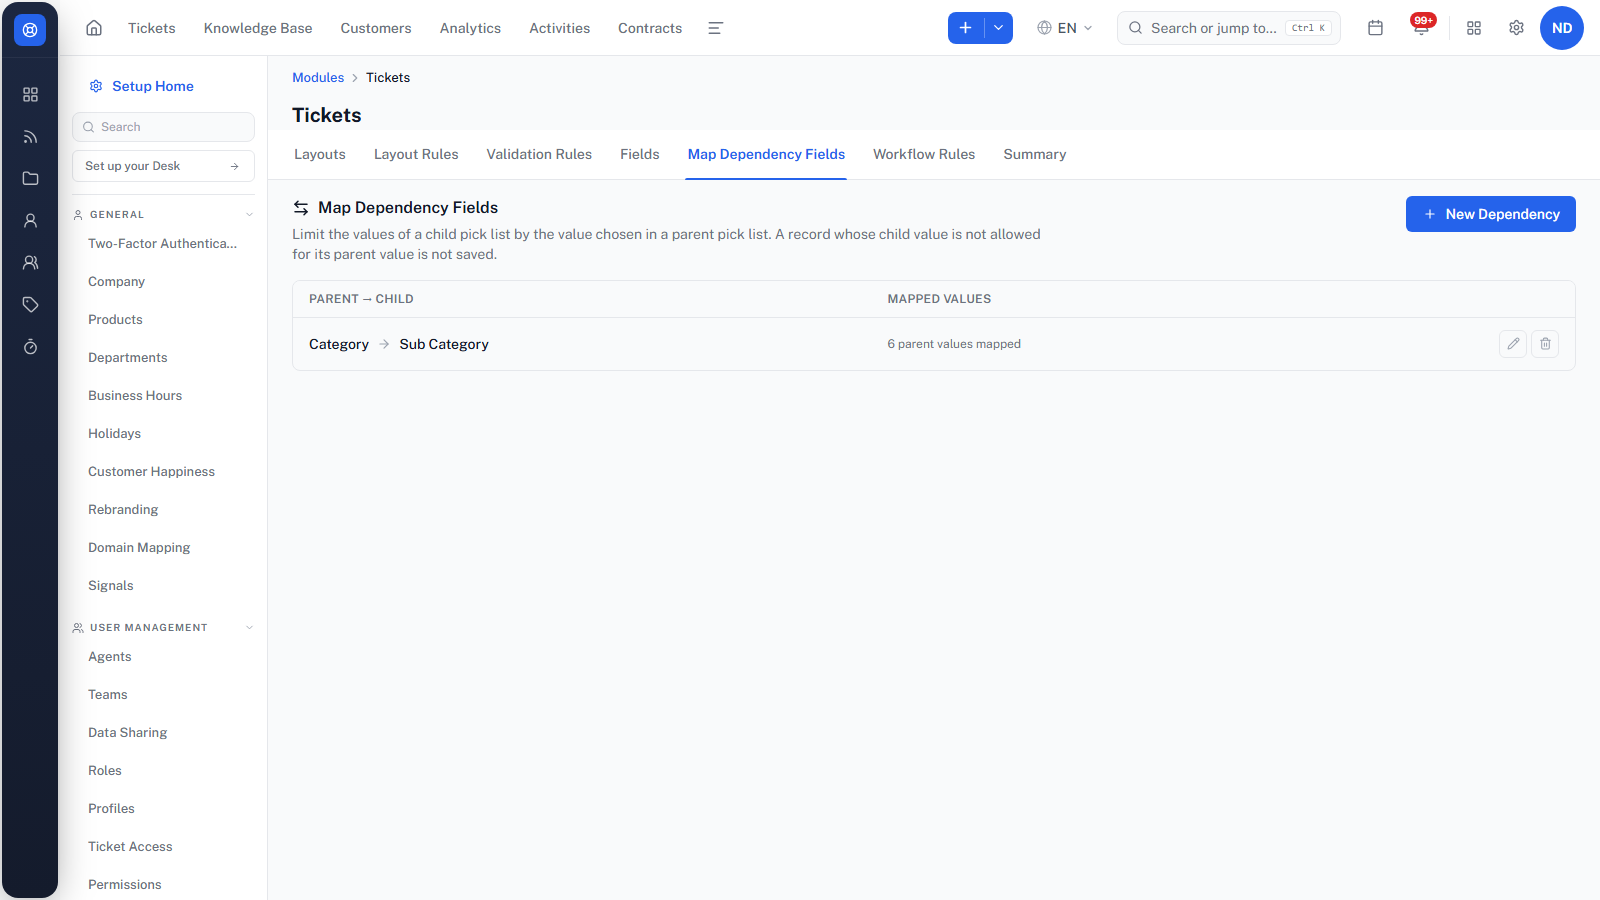 Tickets
Knowledge Base
Customers
Analytics
Activities
Contracts
EN
Search or jump to...
Ctrl K
99+
ND
Setup Home
Search
Set up your Desk
GENERAL
Two-Factor Authentica...
Company
Products
Departments
Business Hours
Holidays
Customer Happiness
Rebranding
Domain Mapping
Signals
USER MANAGEMENT
Agents
Teams
Data Sharing
Roles
Profiles
Ticket Access
Permissions
Modules > Tickets
Tickets
Layouts
Layout Rules
Validation Rules
Fields
Map Dependency Fields
Workflow Rules
Summary
Map Dependency Fields
Limit the values of a child pick list by the value chosen in a parent pick list. A record whose child value is not allowed
for its parent value is not saved.
New Dependency
PARENT → CHILD
MAPPED VALUES
Category → Sub Category
6 parent values mapped